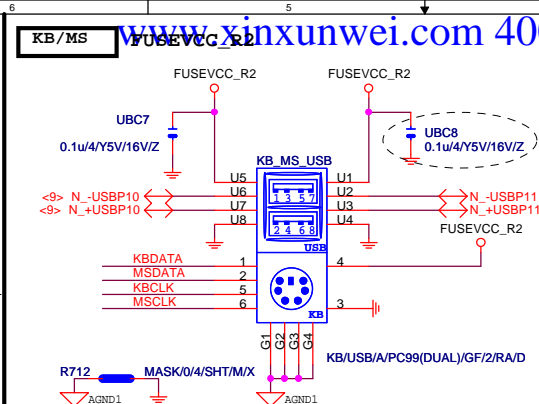 6
5
KB/MS
FUSEVCC_R2
www.xinxunwei.com 400
FUSEVCC_R2
FUSEVCC_R2
UBC7
0.1u/4/Y5V/16V/Z
UBC8
0.1u/4/Y5V/16V/Z
KB_MS_USB
U5
U1
<9> N_-USBP10
U6
U2
N_-USBP11
<9> N_+USBP10
U7
U3
N_+USBP11
U8
U4
1 3 5 7
2 4 6 8
USB
FUSEVCC_R2
KBDATA
1
4
MSDATA
2
KBCLK
5
MSCLK
6
3
KB
G1
G2
G3
G4
KB/USB/A/PC99(DUAL)/GF/2/RA/D
R712
MASK/0/4/SHT/M/X
AGND1
AGND1